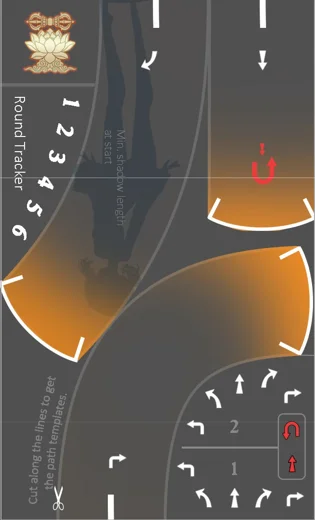 Round Tracker
1 2 3 4 5 6
Min. shadow length
at start
Cut along the lines to get
the path templates.
2
1